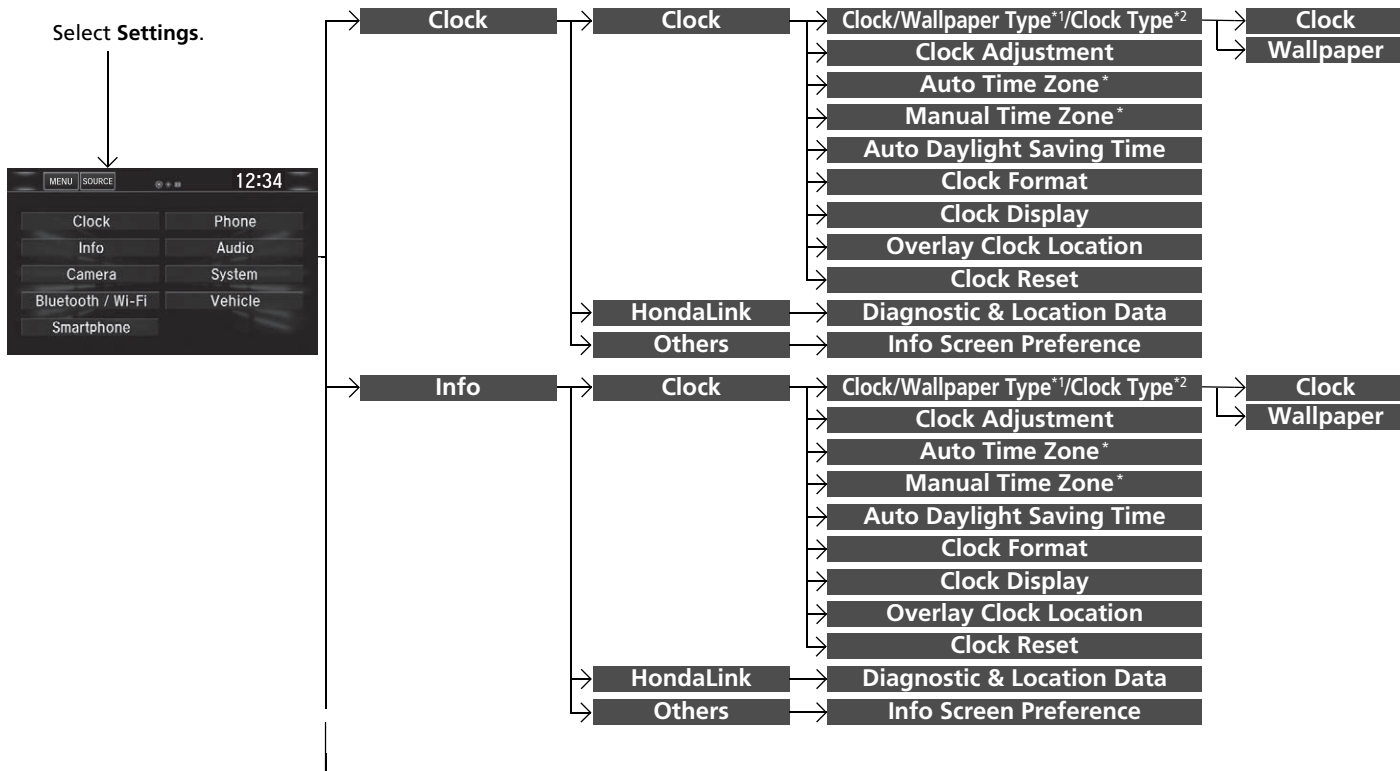 Select Settings.
MENU SOURCE 12:34
Clock Phone
Info Audio
Camera System
Bluetooth / Wi-Fi Vehicle
Smartphone
Clock
Clock
Clock/Wallpaper Type*1/Clock Type*2
Clock
Wallpaper
Clock Adjustment
Auto Time Zone*
Manual Time Zone*
Auto Daylight Saving Time
Clock Format
Clock Display
Overlay Clock Location
Clock Reset
HondaLink
Diagnostic & Location Data
Others
Info Screen Preference
Info
Clock
Clock/Wallpaper Type*1/Clock Type*2
Clock
Wallpaper
Clock Adjustment
Auto Time Zone*
Manual Time Zone*
Auto Daylight Saving Time
Clock Format
Clock Display
Overlay Clock Location
Clock Reset
HondaLink
Diagnostic & Location Data
Others
Info Screen Preference